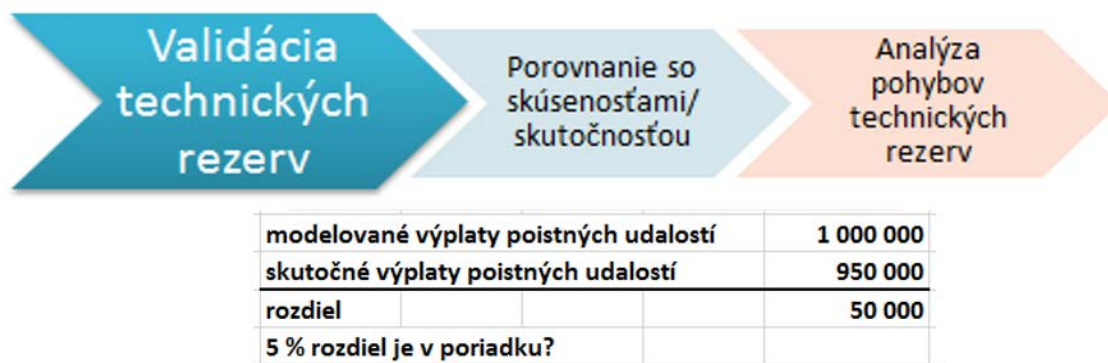 Validácia
technických
rezerv
Porovnanie so
skúsenosťami/
skutočnosťou
Analýza
pohybov
technických
rezerv
modelované výplaty poistných udalostí 1 000 000
skutočné výplaty poistných udalostí 950 000
rozdiel 50 000
5 % rozdiel je v poriadku?